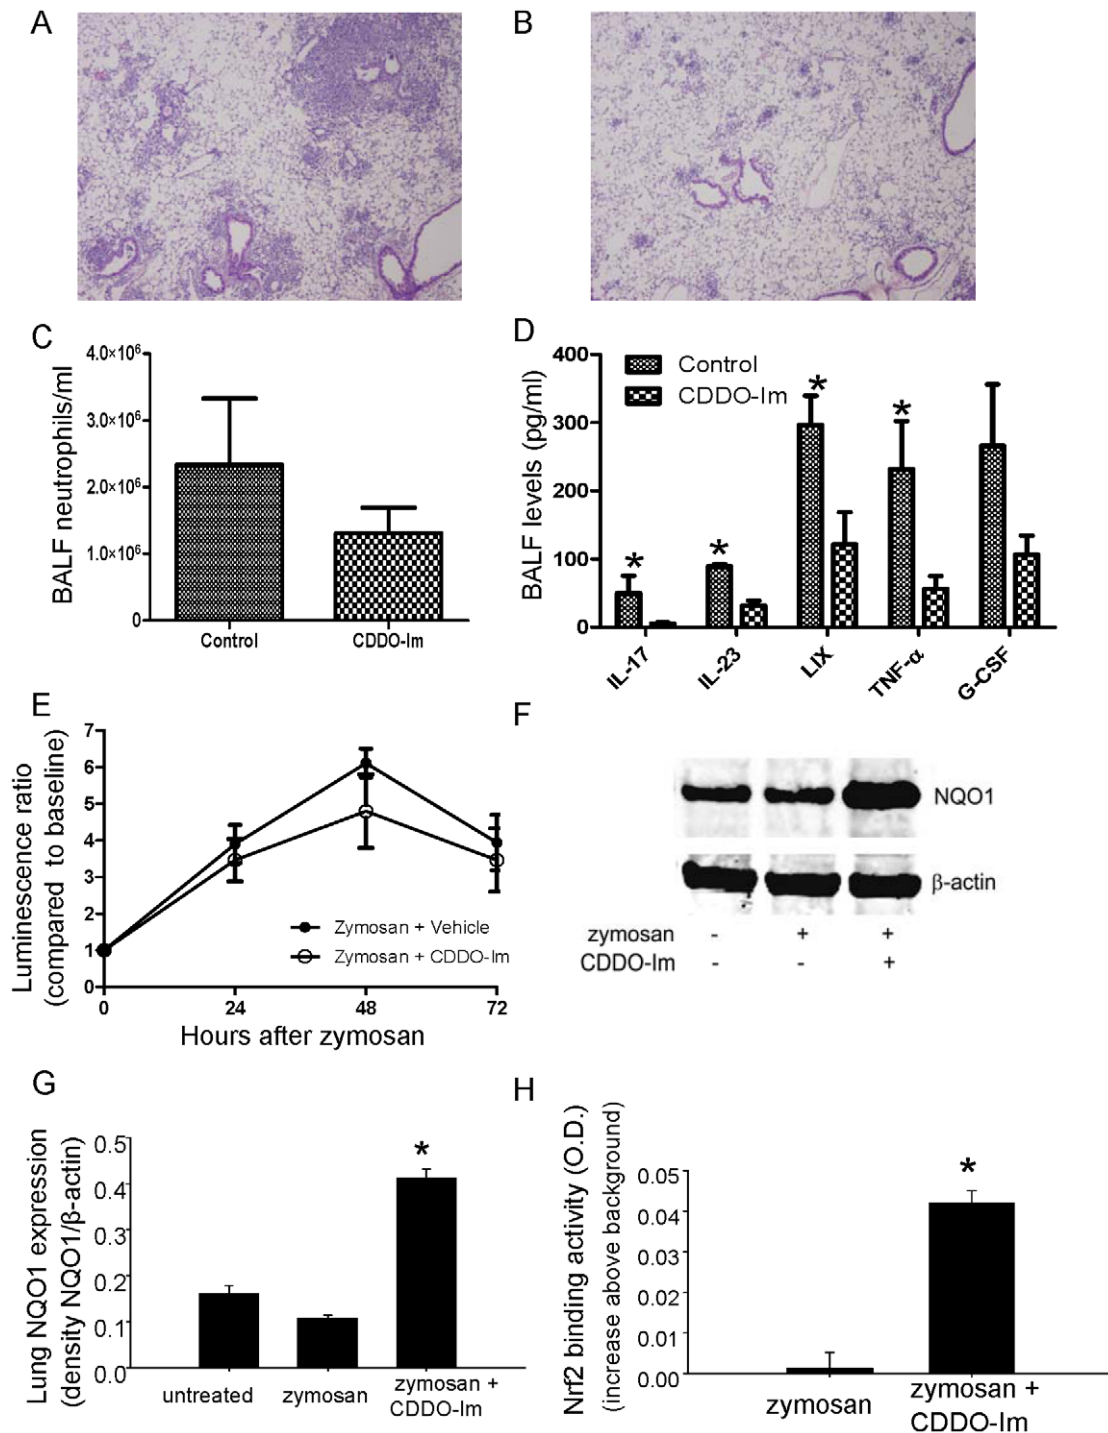 A
B
C
BALF neutrophils/ml
4.0×10⁶
3.0×10⁶
2.0×10⁶
1.0×10⁶
0
Control
CDDO-Im
D
BALF levels (pg/ml)
400
300
200
100
0
Control
CDDO-Im
*
*
*
*
IL-17
IL-23
LIX
TNF-α
G-CSF
E
Luminescence ratio
(compared to baseline)
7
6
5
4
3
2
1
0
Zymosan + Vehicle
Zymosan + CDDO-Im
0
24
48
72
Hours after zymosan
F
NQO1
β-actin
zymosan - + +
CDDO-Im - - +
G
Lung NQO1 expression
(density NQO1/β-actin)
0.5
0.4
0.3
0.2
0.1
0.0
*
untreated
zymosan
zymosan +
CDDO-Im
H
Nrf2 binding activity (O.D.)
(increase above background)
0.05
0.04
0.03
0.02
0.01
0.00
*
zymosan
zymosan +
CDDO-Im